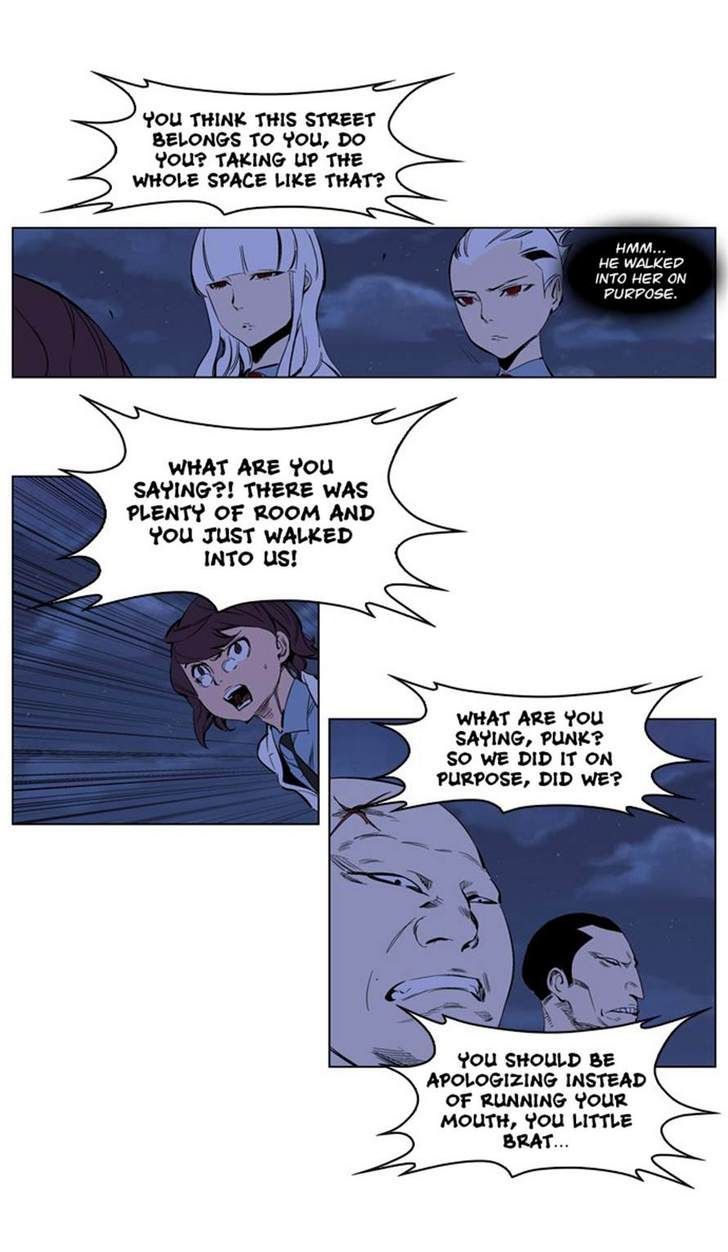 YOU THINK THIS STREET
BELONGS TO YOU, DO
YOU? TAKING UP THE
WHOLE SPACE LIKE THAT?
HMM...
HE WALKED
INTO HER ON
PURPOSE.
WHAT ARE YOU
SAYING?! THERE WAS
PLENTY OF ROOM AND
YOU JUST WALKED
INTO US!
WHAT ARE YOU
SAYING, PUNK?
SO WE DID IT ON
PURPOSE, DID WE?
YOU SHOULD BE
APOLOGIZING INSTEAD
OF RUNNING YOUR
MOUTH, YOU LITTLE
BRAT...